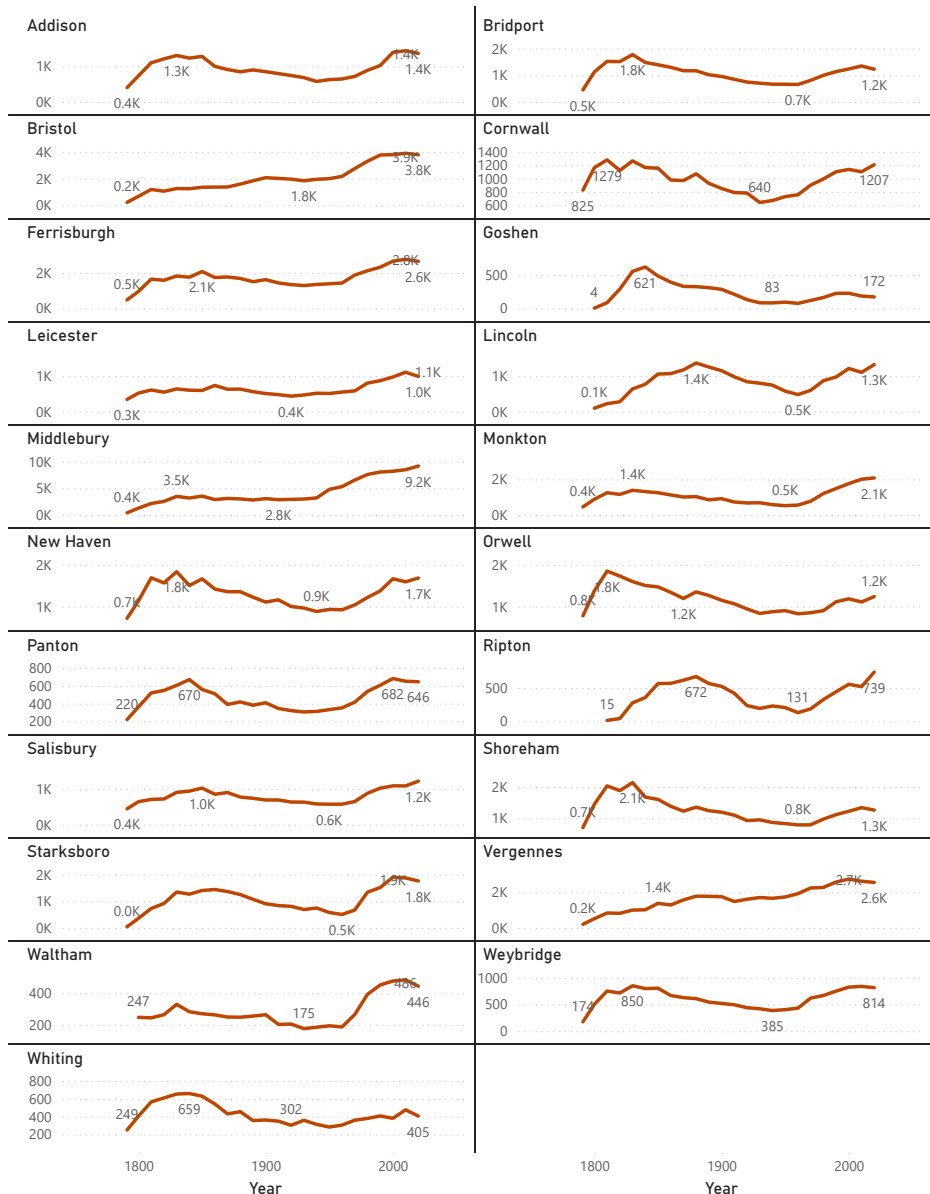 Addison
1K
0K
0.4K
1.3K
1.4K
1.4K
Bridport
2K
1K
0K
0.5K
1.8K
0.7K
1.2K
Bristol
4K
2K
0K
0.2K
1.8K
3.9K
3.8K
Cornwall
1400
1200
1000
800
600
825
1279
640
1207
Ferrisburgh
2K
0K
0.5K
2.1K
2.8K
2.6K
Goshen
500
0
4
621
83
172
Leicester
1K
0K
0.3K
0.4K
1.1K
1.0K
Lincoln
1K
0K
0.1K
1.4K
0.5K
1.3K
Middlebury
10K
5K
0K
0.4K
3.5K
2.8K
9.2K
Monkton
2K
0K
0.4K
1.4K
0.5K
2.1K
New Haven
2K
1K
0.7K
1.8K
0.9K
1.7K
Orwell
2K
1K
0.8K
1.8K
1.2K
1.2K
Panton
800
600
400
200
220
670
682
646
Ripton
500
0
15
672
131
739
Salisbury
1K
0K
0.4K
1.0K
0.6K
1.2K
Shoreham
2K
1K
0.7K
2.1K
0.8K
1.3K
Starksboro
2K
1K
0K
0.0K
0.5K
1.9K
1.8K
Vergennes
2K
0K
0.2K
1.4K
2.7K
2.6K
Waltham
400
200
247
175
486
446
Weybridge
1000
500
0
174
850
385
814
Whiting
800
600
400
200
249
659
302
405
1800
1900
2000
Year
1800
1900
2000
Year